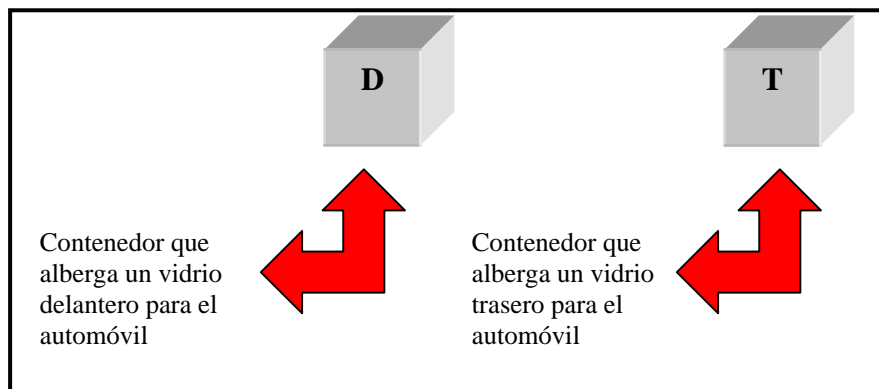 D
T
Contenedor que
alberga un vidrio
delantero para el
automóvil
Contenedor que
alberga un vidrio
trasero para el
automóvil